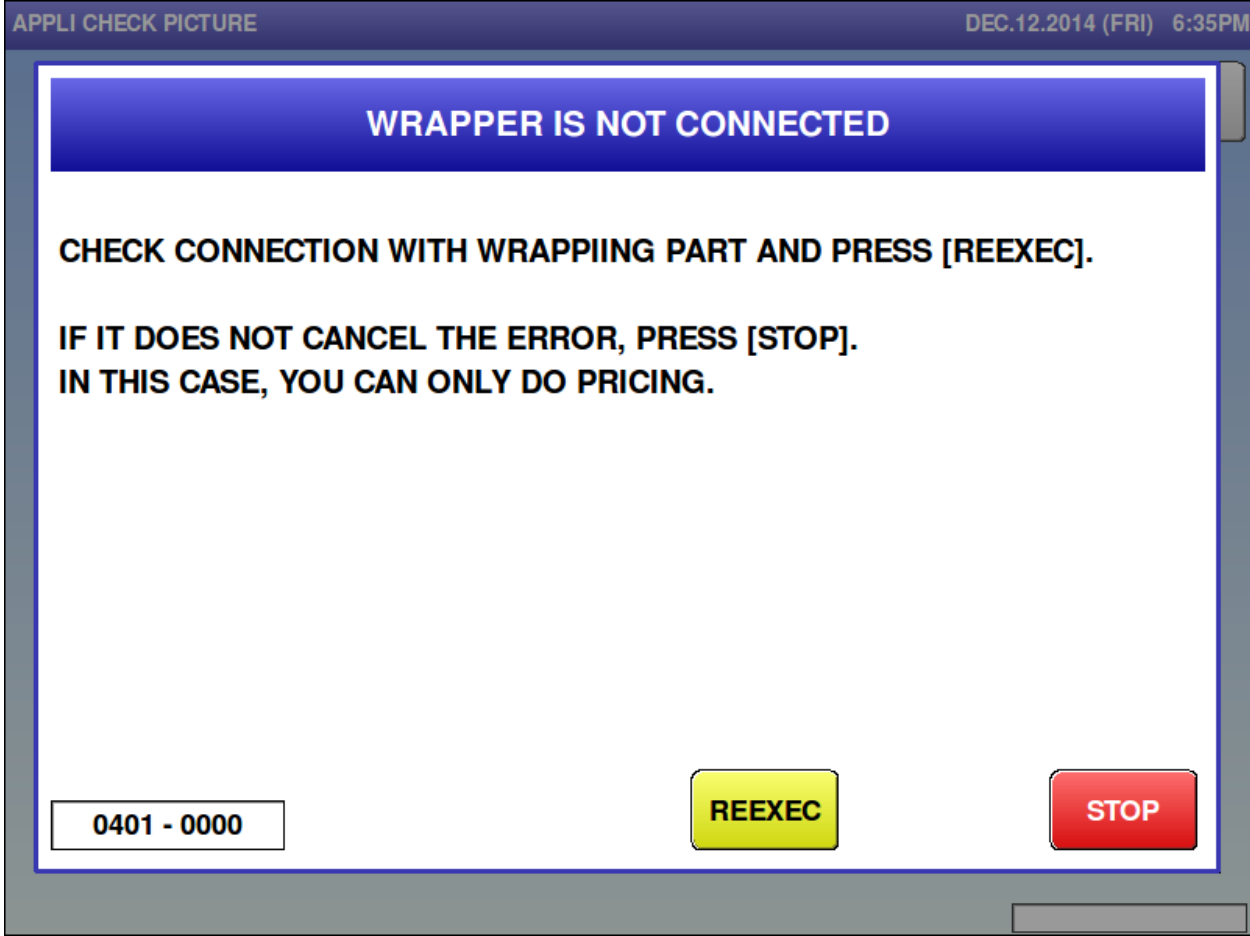 APPLI CHECK PICTURE DEC.12.2014 (FRI) 6:35PM
WRAPPER IS NOT CONNECTED
CHECK CONNECTION WITH WRAPPIING PART AND PRESS [REEXEC].
IF IT DOES NOT CANCEL THE ERROR, PRESS [STOP].
IN THIS CASE, YOU CAN ONLY DO PRICING.
0401 - 0000 REEXEC STOP